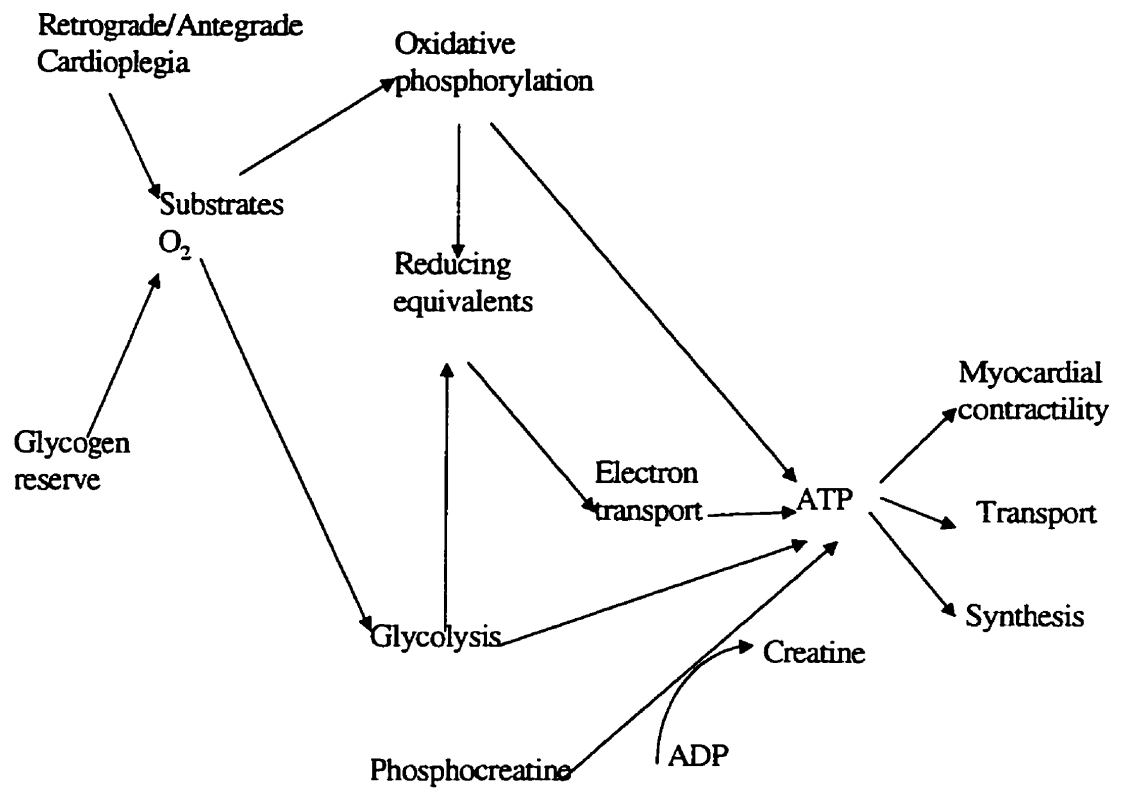 Retrograde/Antegrade
Cardioplegia
Oxidative
phosphorylation
Substrates
O₂
Reducing
equivalents
Glycogen
reserve
Myocardial
contractility
Electron
transport
ATP
Transport
Synthesis
Glycolysis
Creatine
Phosphocreatine
ADP